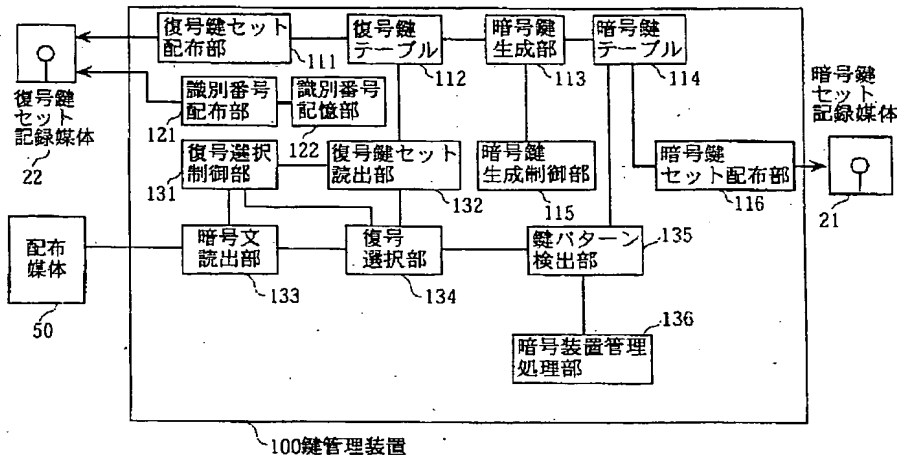 復号鍵セット
配布部
111
復号鍵
テーブル
112
暗号鍵
生成部
113
暗号鍵
テーブル
114
復号鍵
セット
記録媒体
22
識別番号
配布部
121
識別番号
記憶部
122
暗号鍵
セット
記録媒体
21
復号選択
制御部
131
復号鍵セット
読出部
132
暗号鍵
生成制御部
115
暗号鍵
セット配布部
116
配布
媒体
50
暗号文
読出部
133
復号
選択部
134
鍵パターン
検出部
135
暗号装置管理
処理部
136
100鍵管理装置